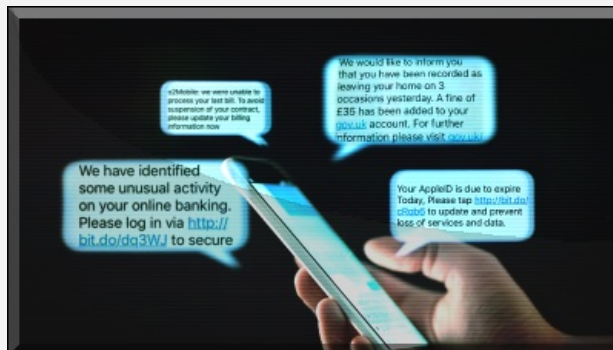 o2Mobile: we were unable to
process your last bill. To avoid
suspension of your contract,
please update your billing
information now
We would like to inform you
that you have been recorded as
leaving your home on 3
occasions yesterday. A fine of
£35 has been added to your
gov.uk account. For further
nformation please visit gov.uk/
We have identified
some unusual activity
on your online banking.
Please log in via http://
bit.do/dq3WJ to secure
Your AppleID is due to expire
Today, Please tap http://bit.do/
cRqb6 to update and prevent
loss of services and data.